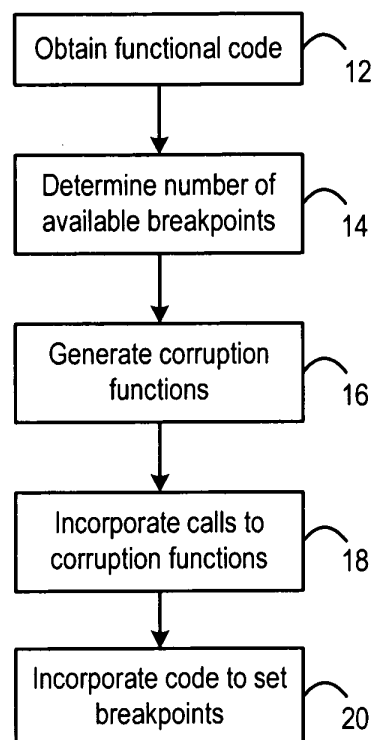 Obtain functional code
12
Determine number of
available breakpoints
14
Generate corruption
functions
16
Incorporate calls to
corruption functions
18
Incorporate code to set
breakpoints
20